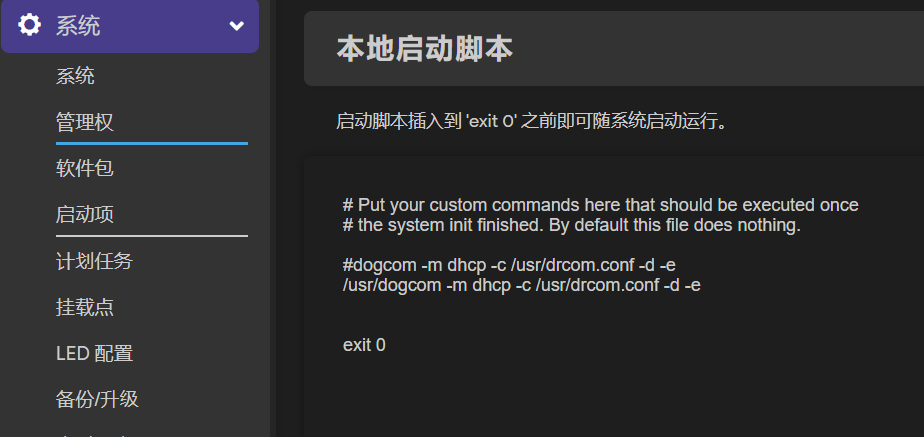 系统
系统
管理权
软件包
启动项
计划任务
挂载点
LED 配置
备份/升级
本地启动脚本
启动脚本插入到 'exit 0' 之前即可随系统启动运行。
# Put your custom commands here that should be executed once
# the system init finished. By default this file does nothing.
#dogcom -m dhcp -c /usr/drcom.conf -d -e
/usr/dogcom -m dhcp -c /usr/drcom.conf -d -e
exit 0